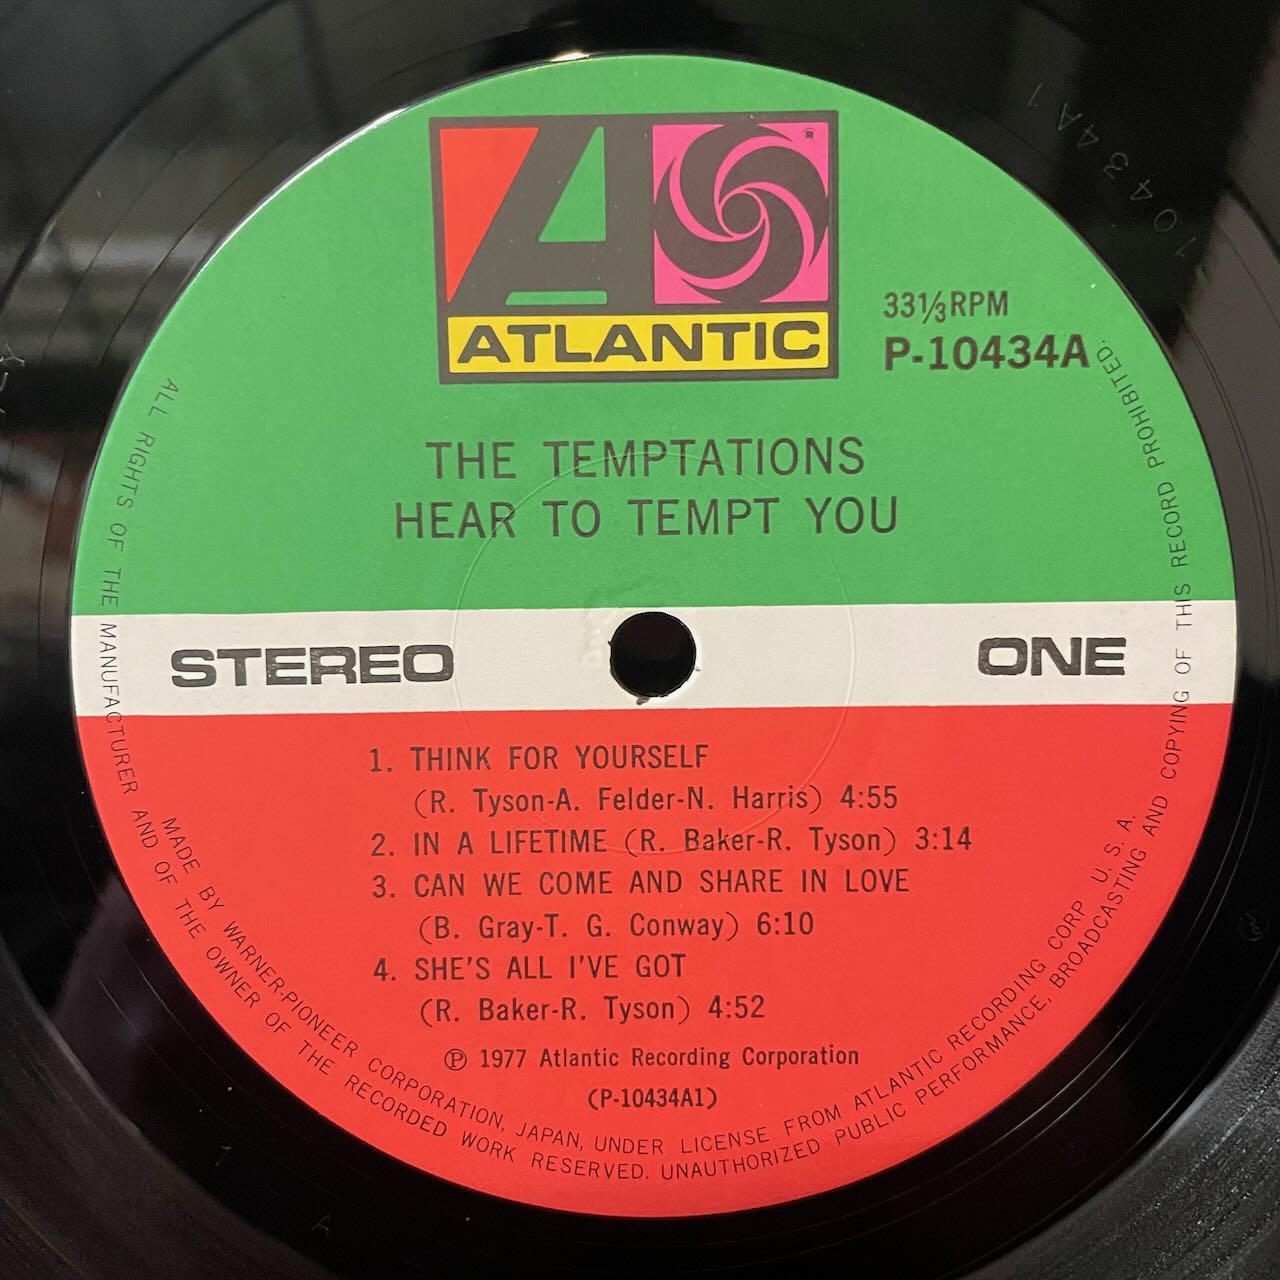 ATLANTIC
®
33⅓RPM
P-10434A
THE TEMPTATIONS
HEAR TO TEMPT YOU
STEREO
ONE
1. THINK FOR YOURSELF
(R. Tyson-A. Felder-N. Harris) 4:55
2. IN A LIFETIME (R. Baker-R. Tyson) 3:14
3. CAN WE COME AND SHARE IN LOVE
(B. Gray-T. G. Conway) 6:10
4. SHE'S ALL I'VE GOT
(R. Baker-R. Tyson) 4:52
℗ 1977 Atlantic Recording Corporation
(P-10434A1)
MADE BY WARNER-PIONEER CORPORATION, JAPAN, UNDER LICENSE FROM ATLANTIC RECORDING CORP U. S. A.
ALL RIGHTS OF THE MANUFACTURER AND OF THE OWNER OF THE RECORDED WORK RESERVED. UNAUTHORIZED PUBLIC PERFORMANCE, BROADCASTING AND COPYING OF THIS RECORD PROHIBITED.
10434A1
1
A